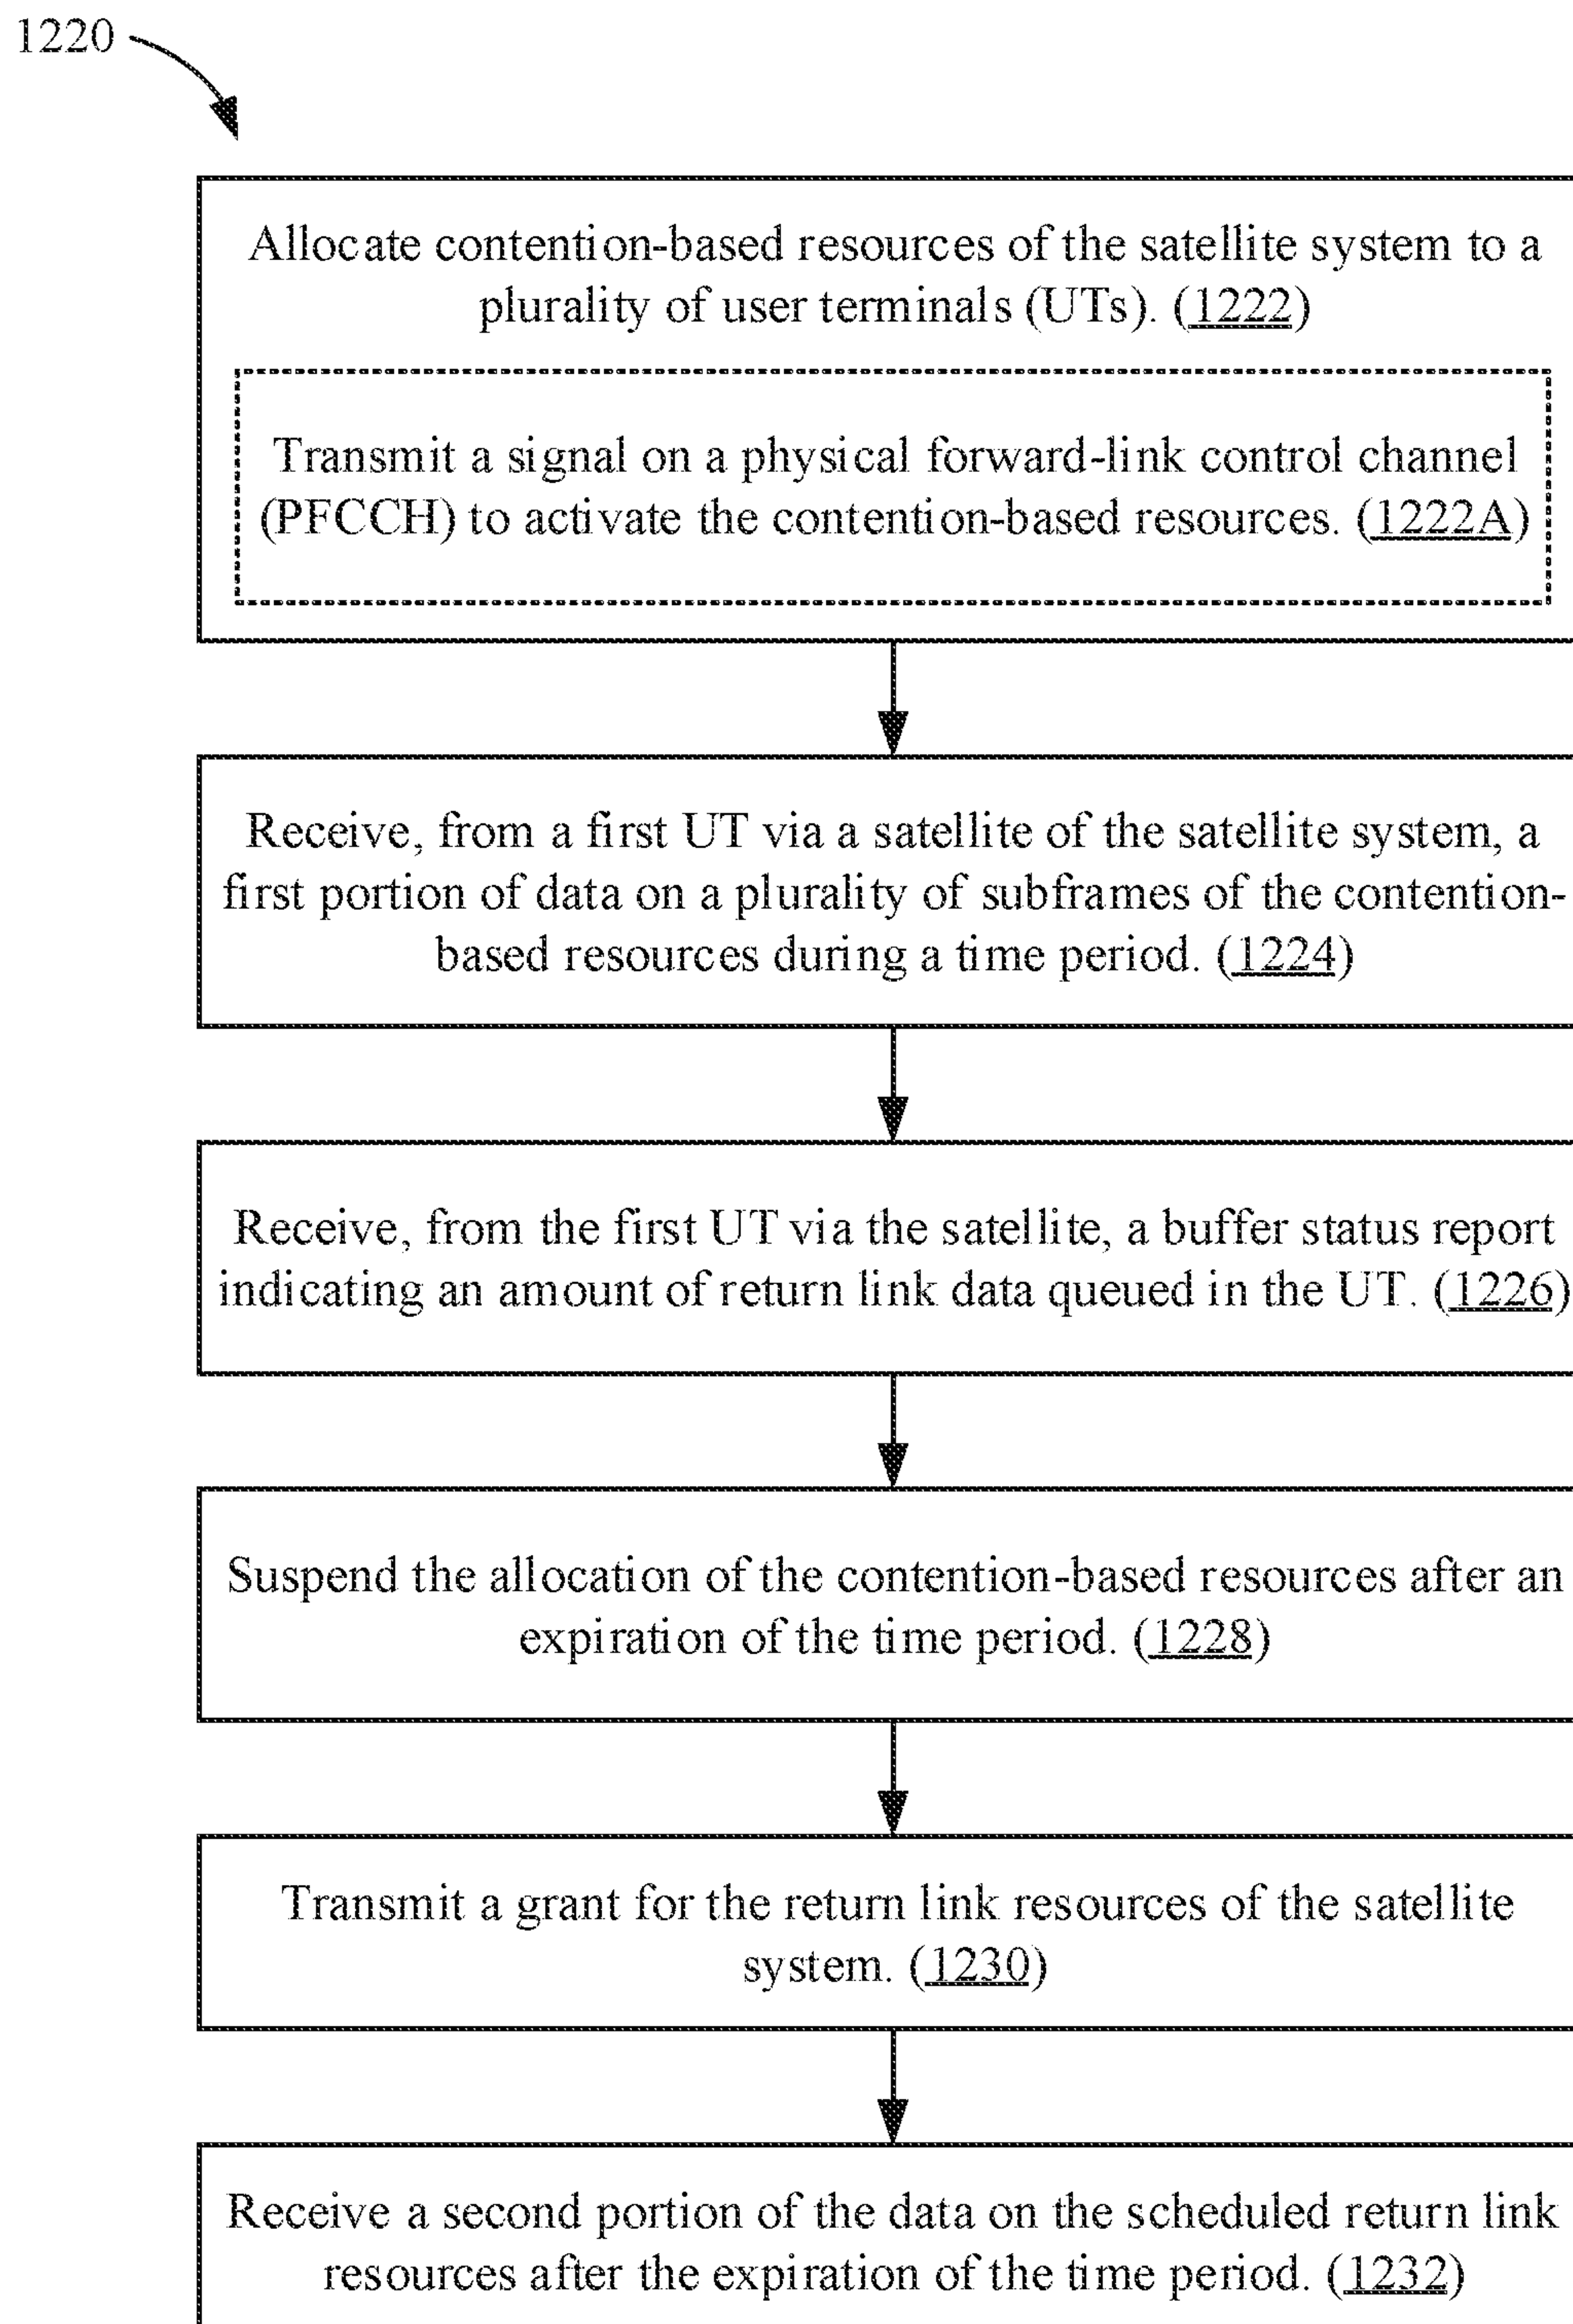 1220
Allocate contention-based resources of the satellite system to a
plurality of user terminals (UTs). (1222)
Transmit a signal on a physical forward-link control channel
(PFCCH) to activate the contention-based resources. (1222A)
Receive, from a first UT via a satellite of the satellite system, a
first portion of data on a plurality of subframes of the contention-
based resources during a time period. (1224)
Receive, from the first UT via the satellite, a buffer status report
indicating an amount of return link data queued in the UT. (1226)
Suspend the allocation of the contention-based resources after an
expiration of the time period. (1228)
Transmit a grant for the return link resources of the satellite
system. (1230)
Receive a second portion of the data on the scheduled return link
resources after the expiration of the time period. (1232)